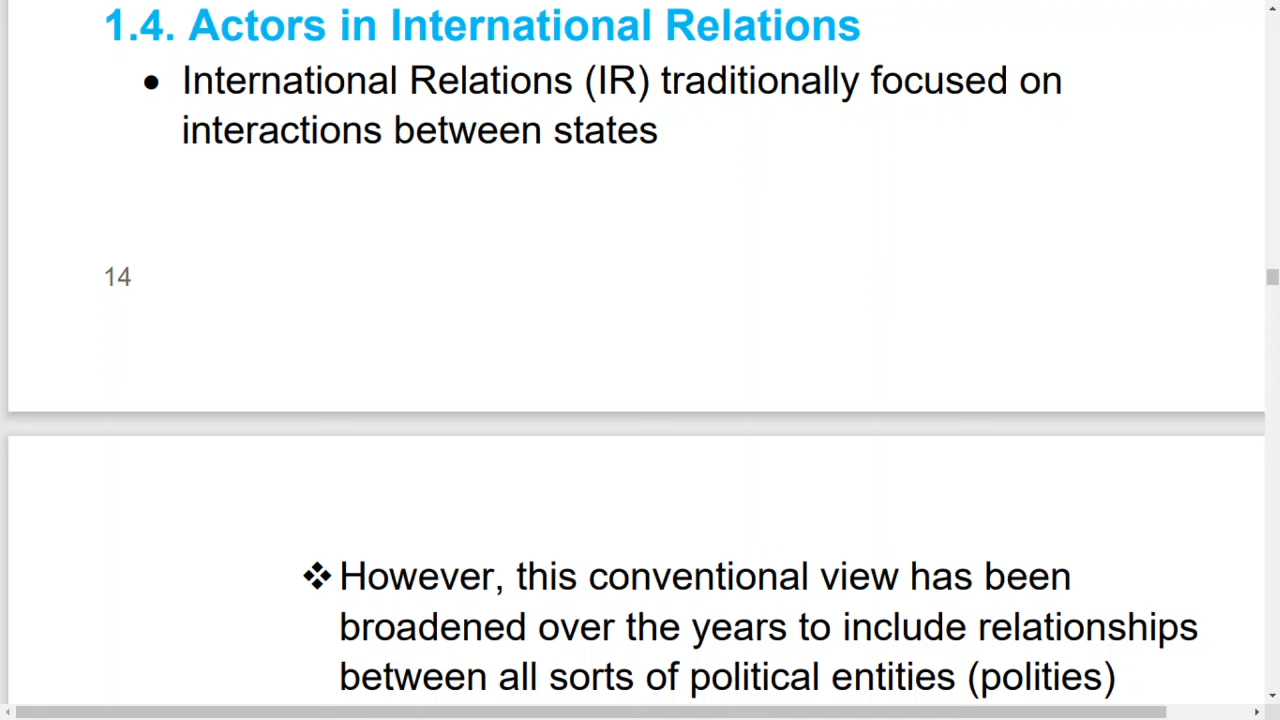 1.4. Actors in International Relations
● International Relations (IR) traditionally focused on
interactions between states
14
❖ However, this conventional view has been
broadened over the years to include relationships
between all sorts of political entities (polities)